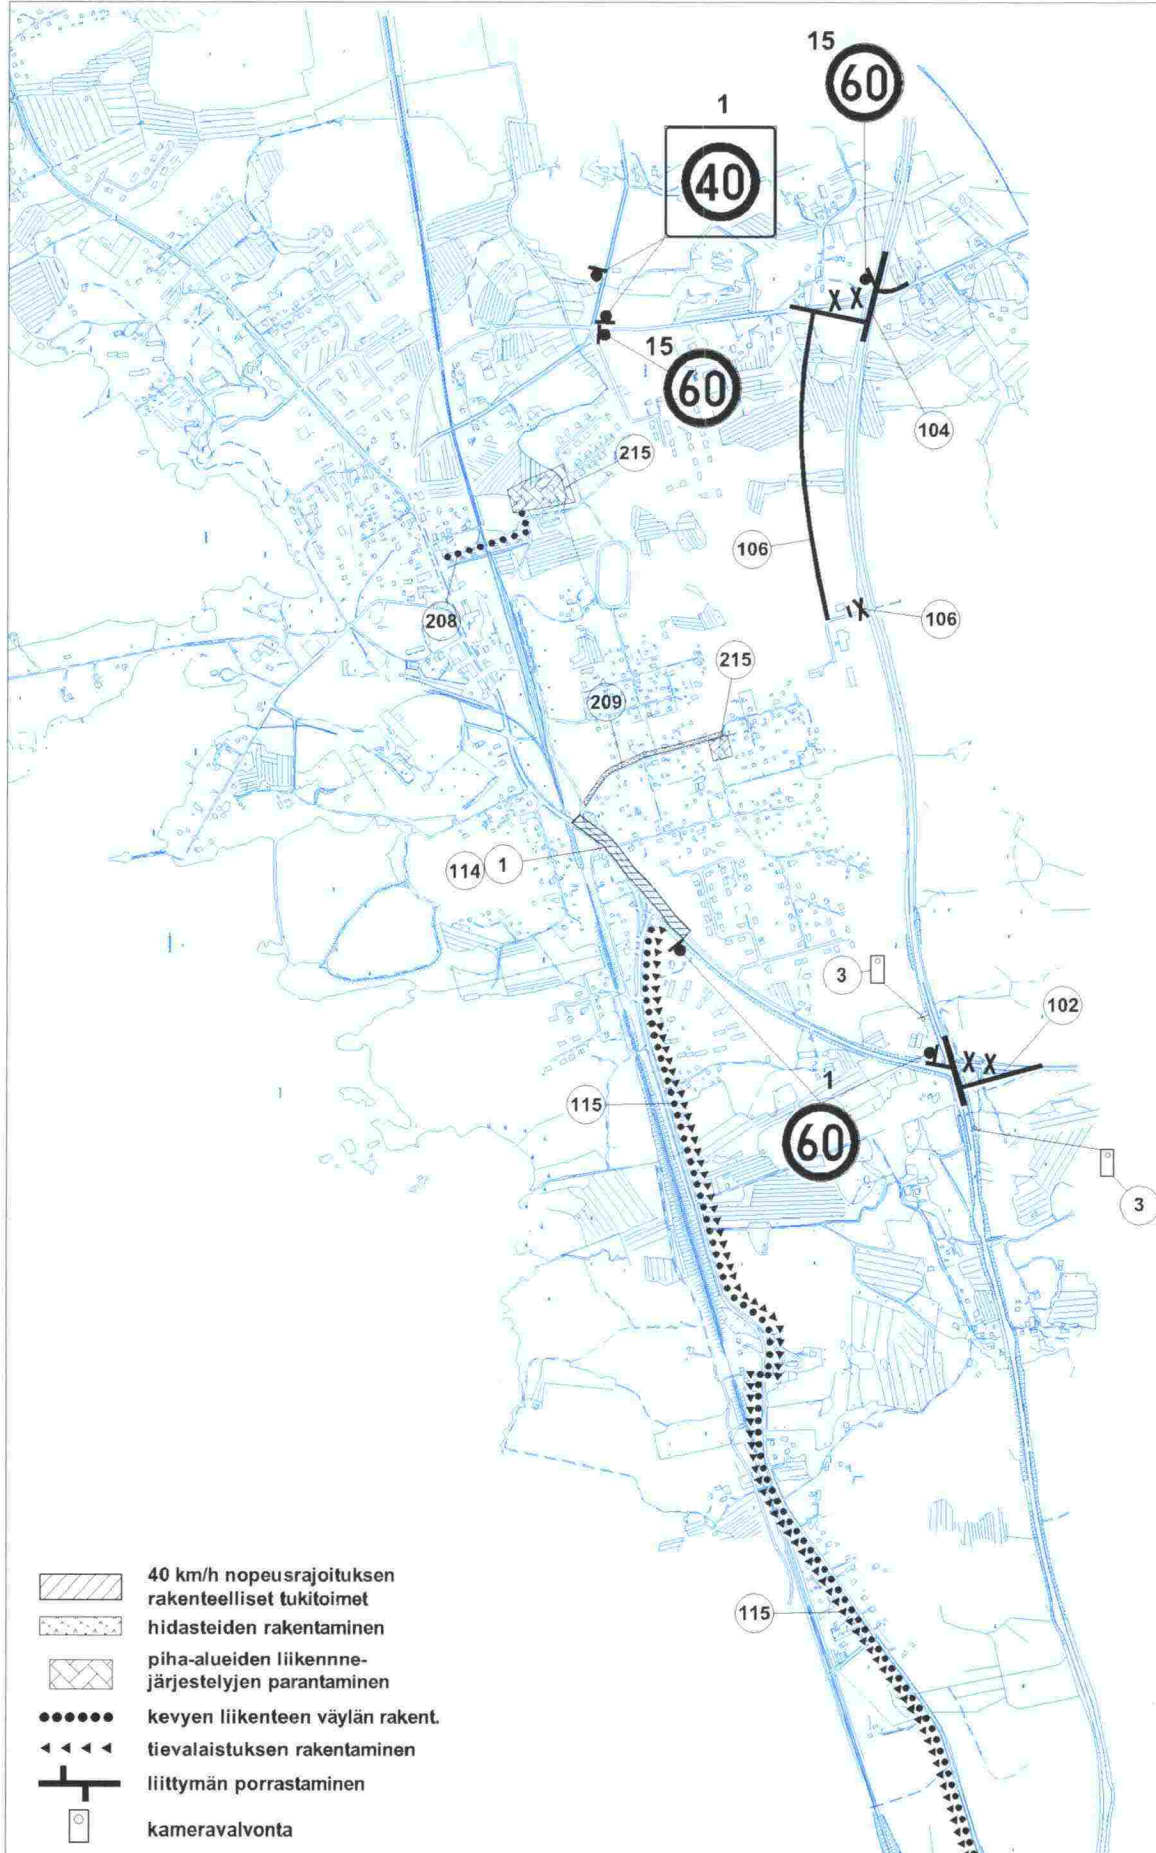 15
60
1
40
15
60
104
215
106
106
208
215
209
114
1
3
102
1
115
60
3
115
40 km/h nopeusrajoituksen
rakenteelliset tukitoimet
hidasteiden rakentaminen
piha-alueiden liikennne-
järjestelyjen parantaminen
kevyen liikenteen väylän rakent.
tievalaistuksen rakentaminen
liittymän porrastaminen
kameravalvonta